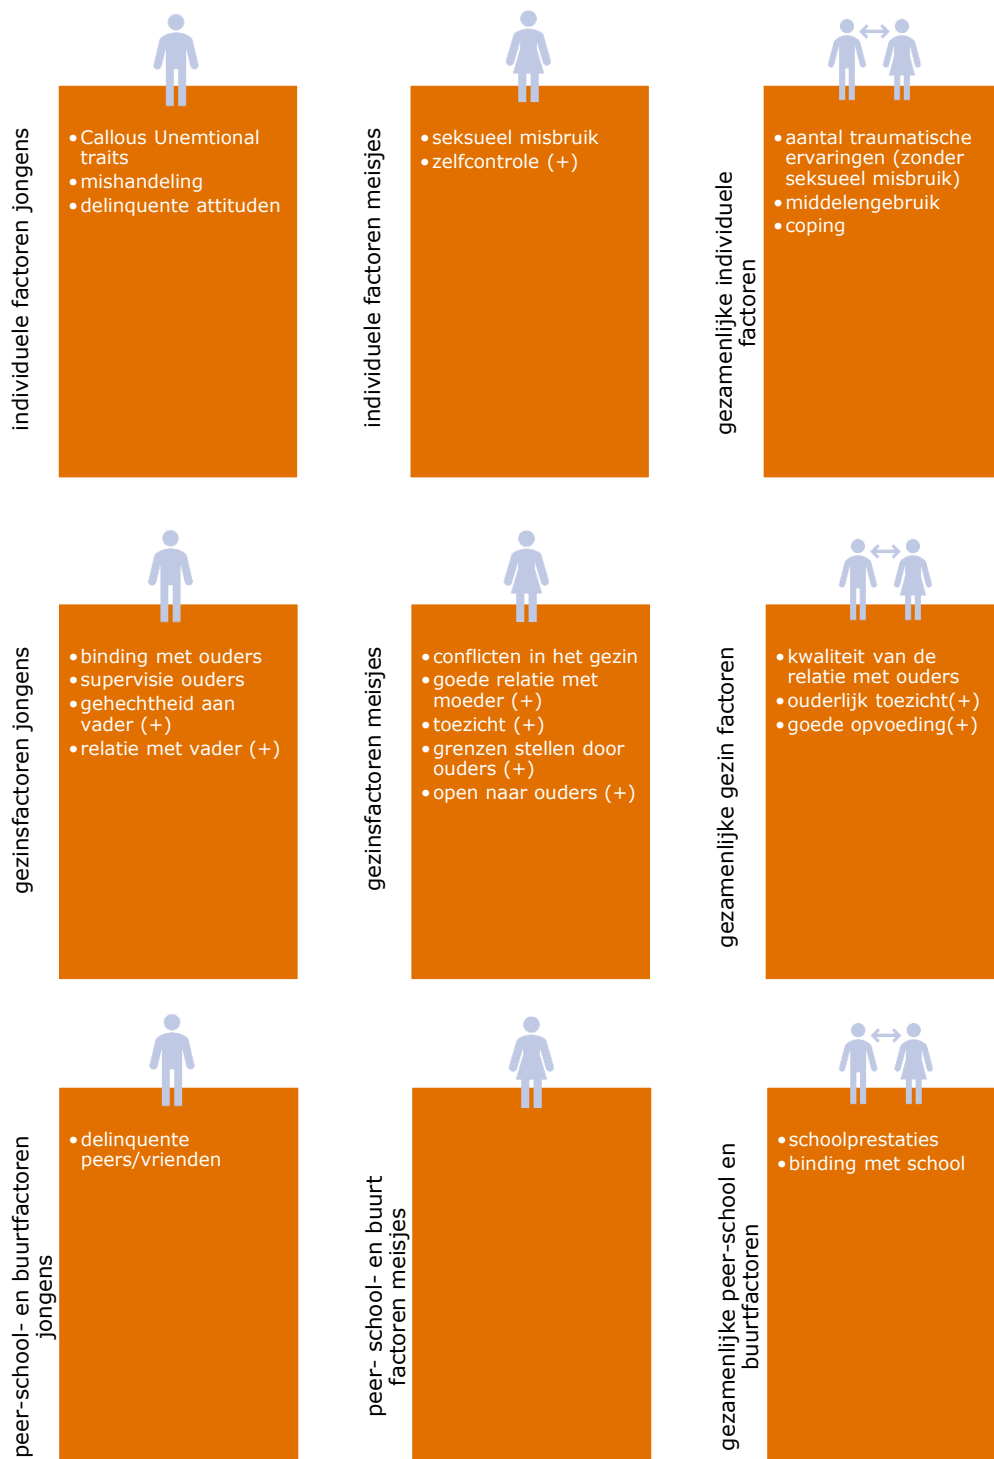 individuele factoren jongens
• Callous Unemtional
traits
• mishandeling
• delinquente attituden
individuele factoren meisjes
• seksueel misbruik
• zelfcontrole (+)
gezamenlijke individuele
factoren
• aantal traumatische
ervaringen (zonder
seksueel misbruik)
• middelengebruik
• coping
gezinsfactoren jongens
• binding met ouders
• supervisie ouders
• gehechtheid aan
vader (+)
• relatie met vader (+)
gezinsfactoren meisjes
• conflicten in het gezin
• goede relatie met
moeder (+)
• toezicht (+)
• grenzen stellen door
ouders (+)
• open naar ouders (+)
gezamenlijke gezin factoren
• kwaliteit van de
relatie met ouders
• ouderlijk toezicht(+)
• goede opvoeding(+)
peer-school- en buurtfactoren
jongens
• delinquente
peers/vrienden
peer- school- en buurt
factoren meisjes
gezamenlijke peer-school en
buurtfactoren
• schoolprestaties
• binding met school